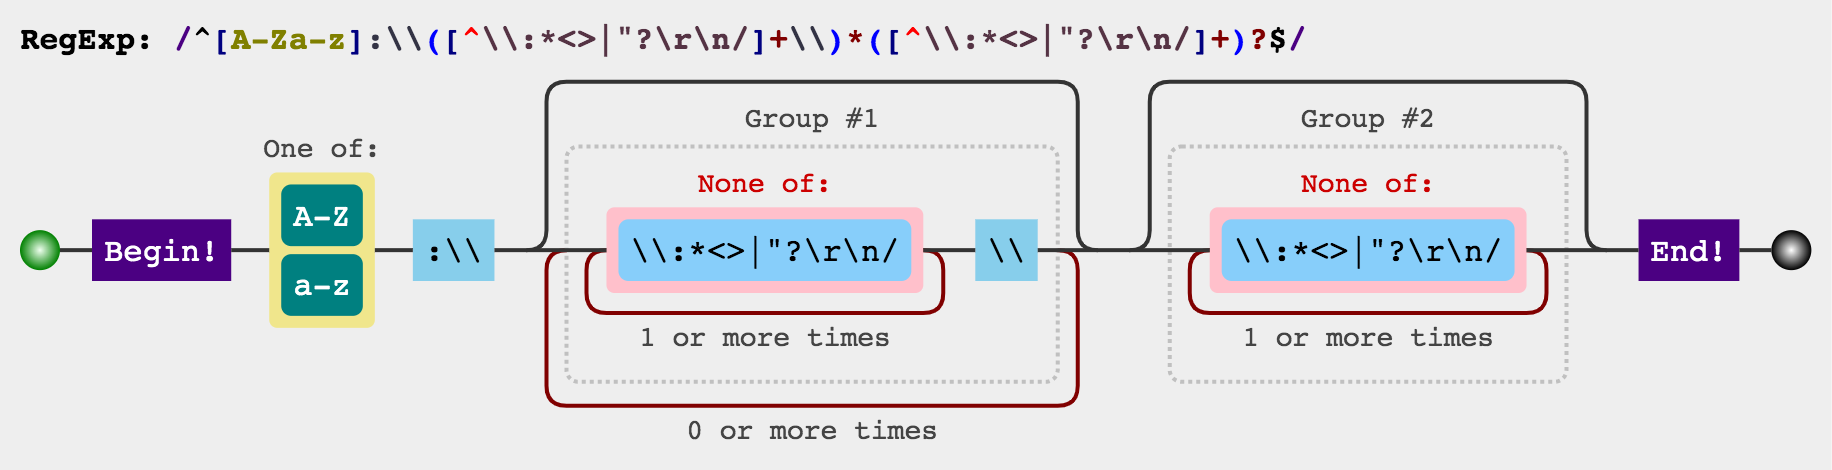 RegExp: /^[A-Za-z]:\\([^\\:*<>|"?\r\n/]+\\)*([^\\:*<>|"?\r\n/]+)?$/
Group #1
Group #2
One of:
None of:
None of:
A-Z
Begin!
:\\
\\:*<>|"?\r\n/
\\
\\:*<>|"?\r\n/
End!
a-z
1 or more times
1 or more times
0 or more times